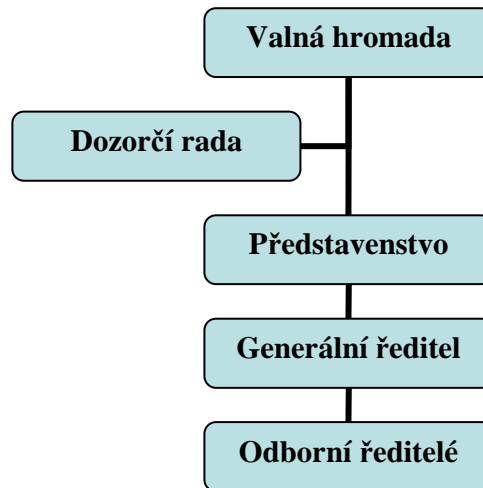 Valná hromada
Dozorčí rada
Představenstvo
Generální ředitel
Odborní ředitelé